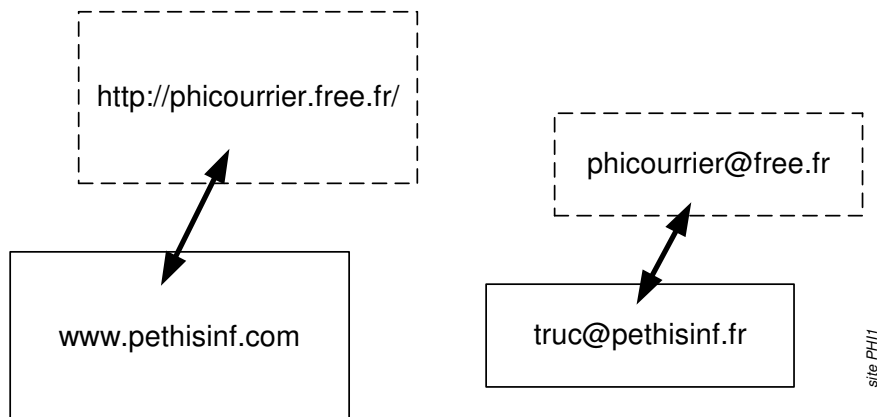 http://phicourrier.free.fr/
www.pethisinf.com
phicourrier@free.fr
truc@pethisinf.fr
site PHI1